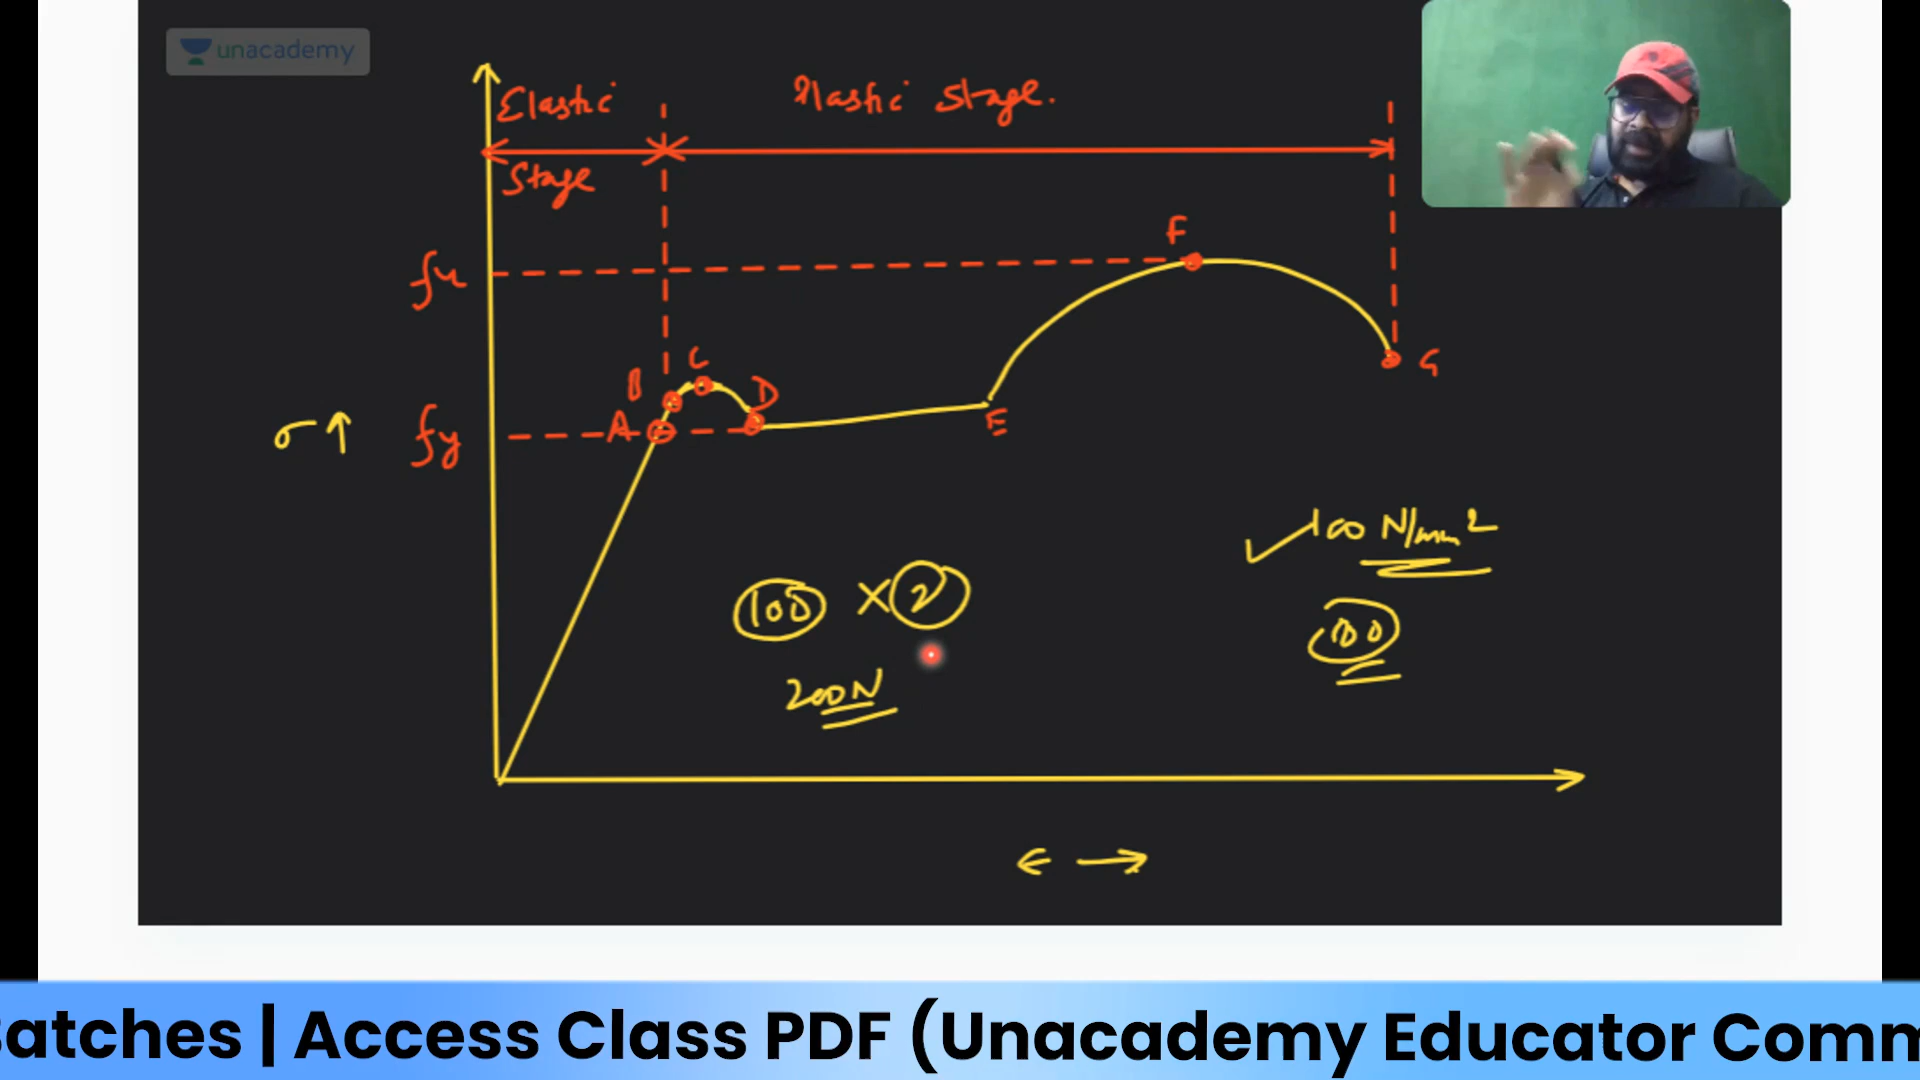 unacademy
Elastic
Stage
Plastic Stage.
F
fu
G
C
B
D
A
E
σ↑
fy
✓100 N/mm²
100 × 2
100
200N
ϵ →
Batches | Access Class PDF (Unacademy Educator Comm